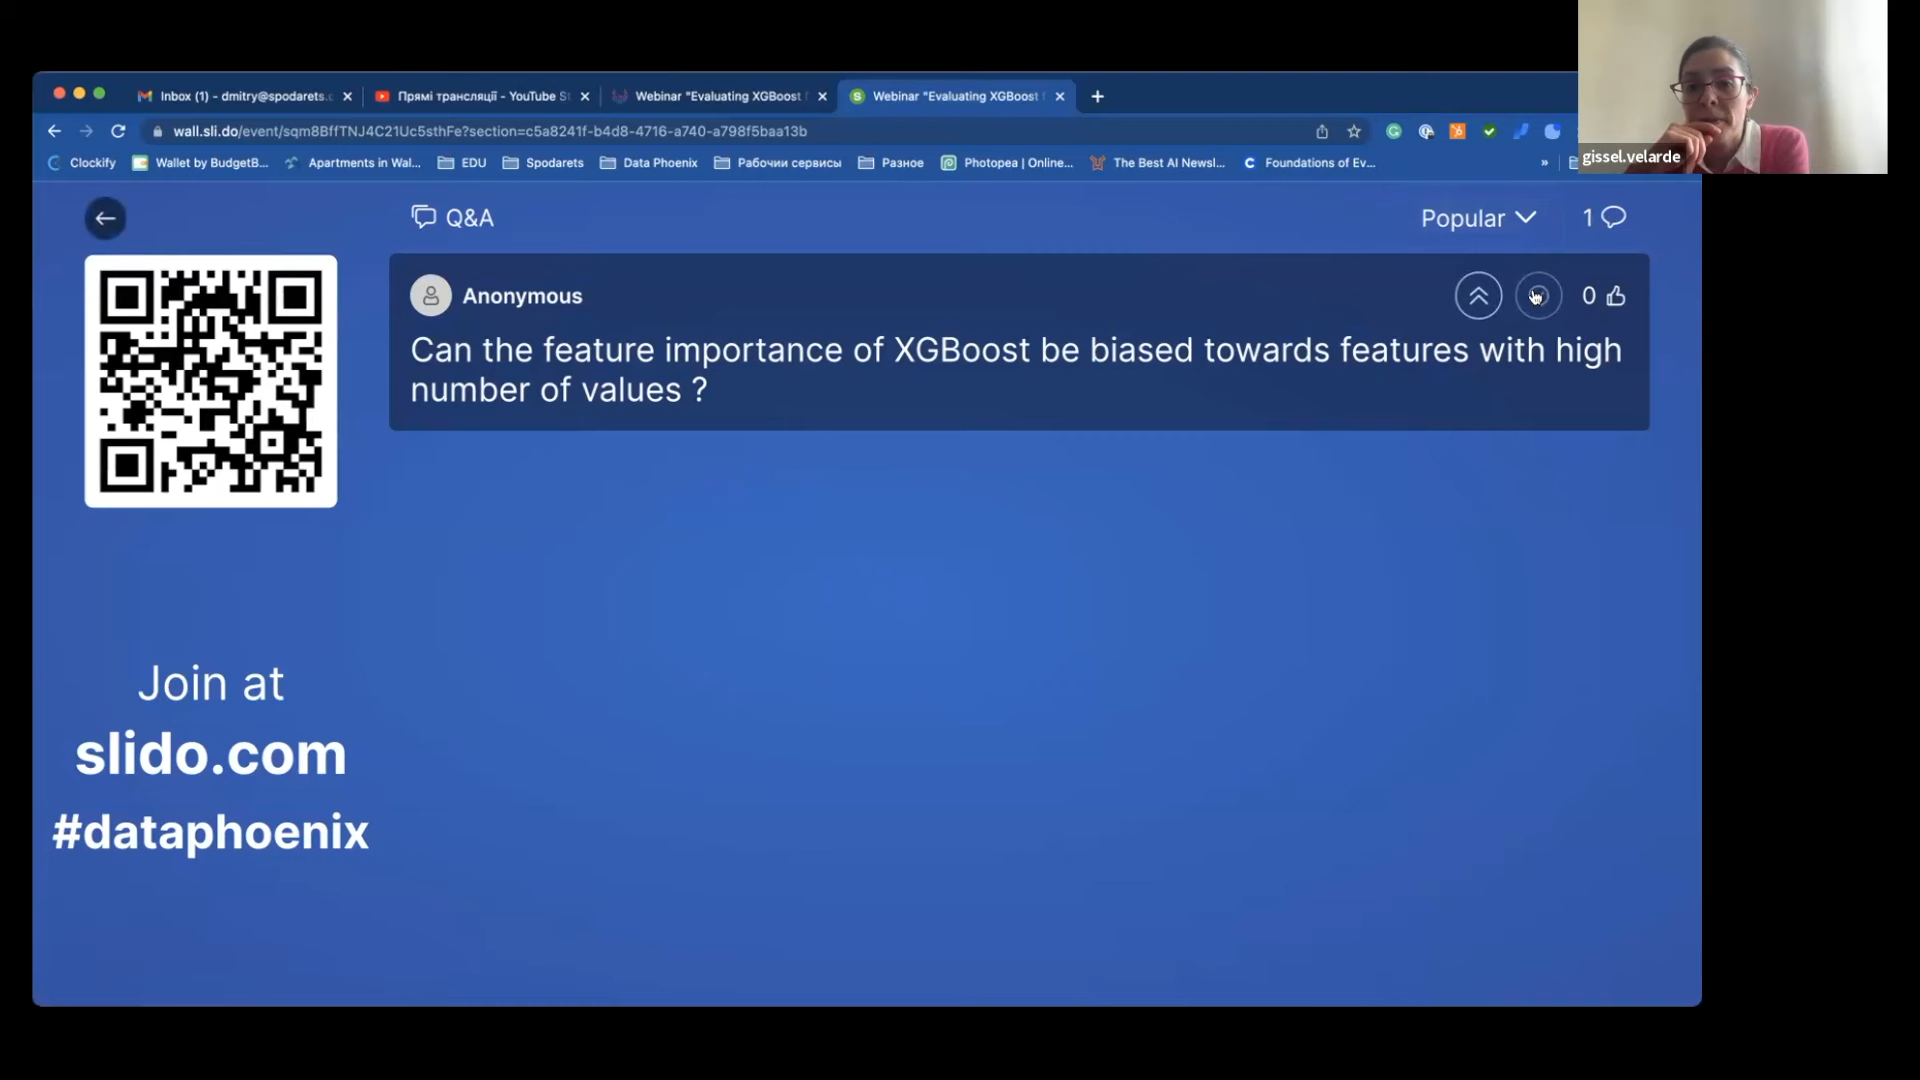 Inbox (1) - dmitry@spodarets.c
Прямі трансляції - YouTube S
Webinar "Evaluating XGBoost f
Webinar "Evaluating XGBoost f
wall.sli.do/event/sqm8BffTNJ4C21Uc5sthFe?section=c5a8241f-b4d8-4716-a740-a798f5baa13b
Clockify
Wallet by BudgetB...
Apartments in Wal...
EDU
Spodarets
Data Phoenix
Рабочии сервисы
Разное
Photopea | Online...
The Best AI Newsl...
Foundations of Ev...
»
gissel.velarde
Q&A
Popular
1
Anonymous
0
Can the feature importance of XGBoost be biased towards features with high
number of values ?
Join at
slido.com
#dataphoenix